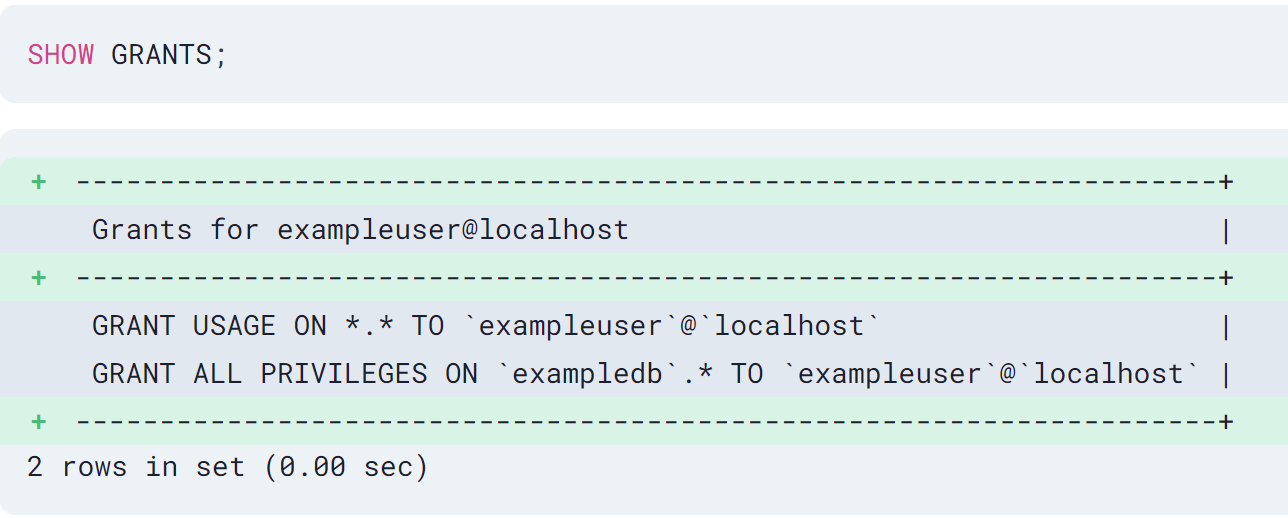 SHOW GRANTS;
+ --------------------------------------------------------------------+
Grants for exampleuser@localhost |
+ --------------------------------------------------------------------+
GRANT USAGE ON *.* TO `exampleuser`@`localhost` |
GRANT ALL PRIVILEGES ON `exampledb`.* TO `exampleuser`@`localhost` |
+ --------------------------------------------------------------------+
2 rows in set (0.00 sec)